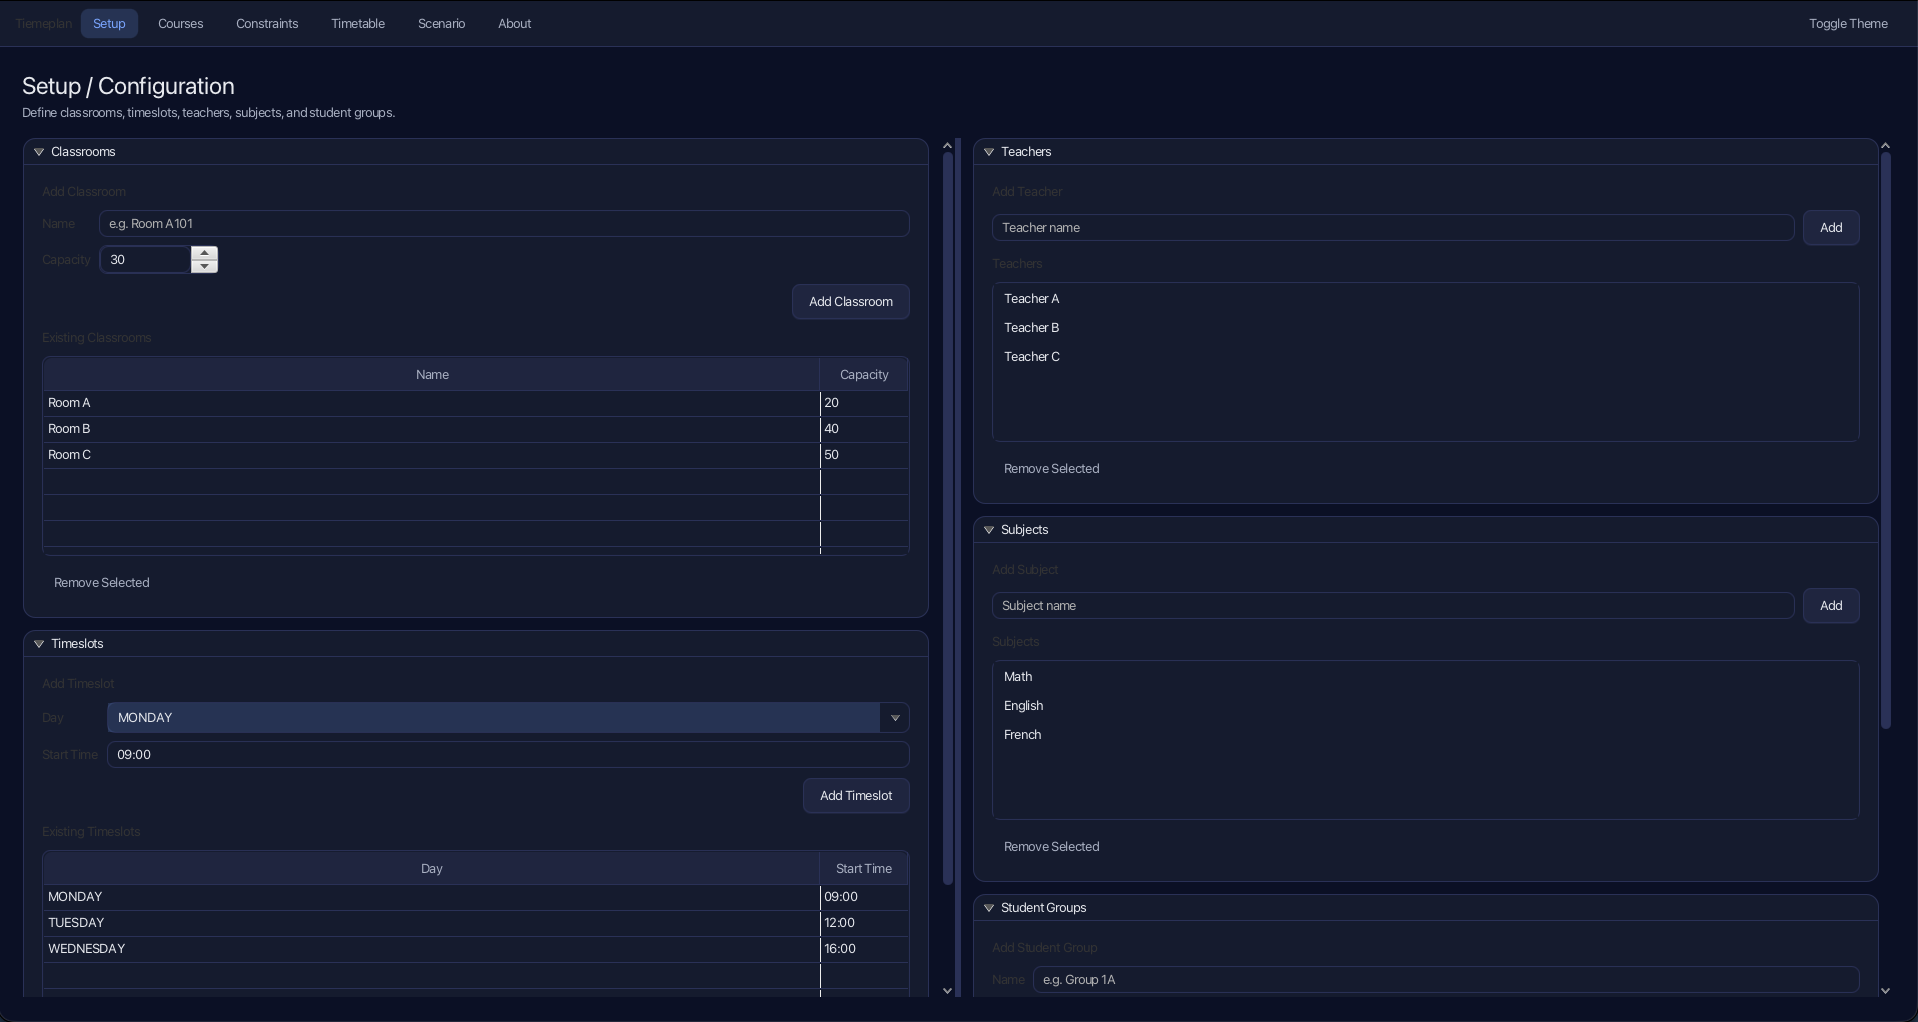 Tiemeplan Setup Courses Constraints Timetable Scenario About Toggle Theme
Setup / Configuration
Define classrooms, timeslots, teachers, subjects, and student groups.
Classrooms
Add Classroom
Name e.g. Room A101
Capacity 30
Add Classroom
Existing Classrooms
Name Capacity
Room A 20
Room B 40
Room C 50
Remove Selected
Timeslots
Add Timeslot
Day MONDAY
Start Time 09:00
Add Timeslot
Existing Timeslots
Day Start Time
MONDAY 09:00
TUESDAY 12:00
WEDNESDAY 16:00
Teachers
Add Teacher
Teacher name Add
Teachers
Teacher A
Teacher B
Teacher C
Remove Selected
Subjects
Add Subject
Subject name Add
Subjects
Math
English
French
Remove Selected
Student Groups
Add Student Group
Name e.g. Group 1A